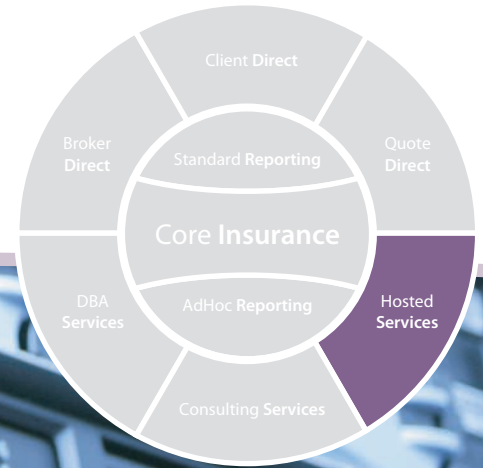 Client Direct
Broker
Direct
Quote
Direct
Standard Reporting
Core Insurance
DBA
Services
AdHoc Reporting
Hosted
Services
Consulting Services